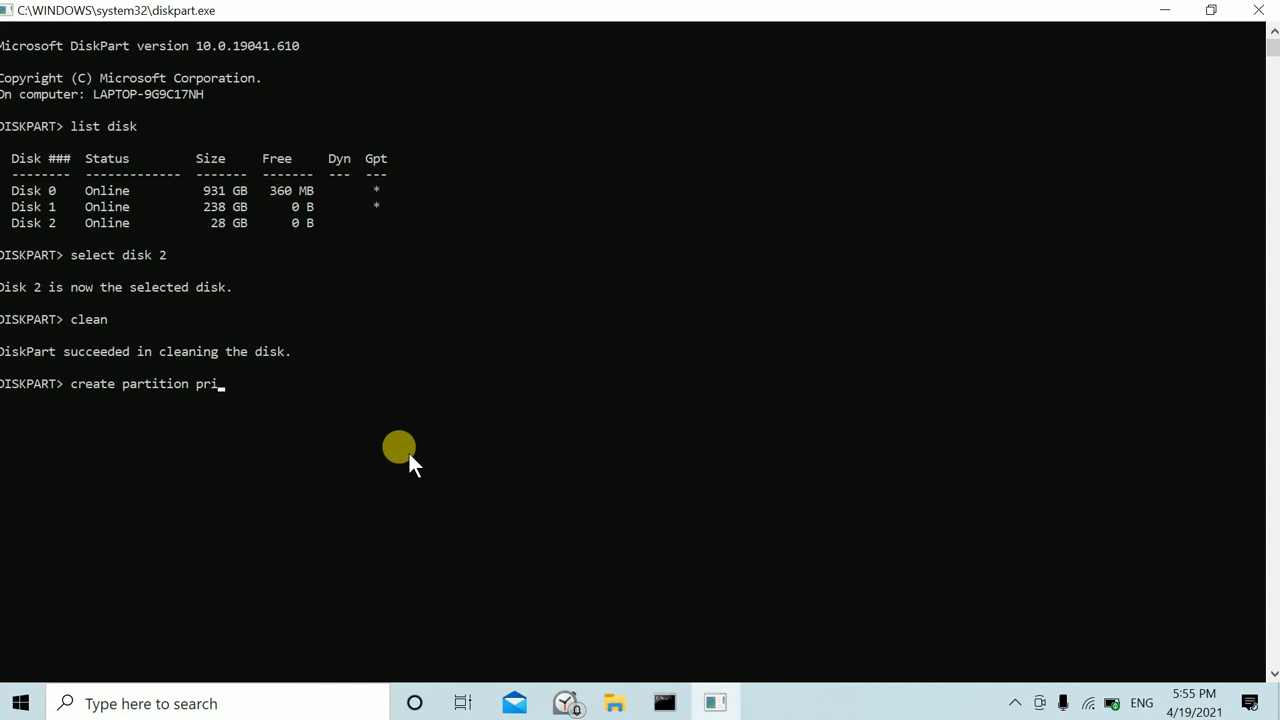 C:\WINDOWS\system32\diskpart.exe
Microsoft DiskPart version 10.0.19041.610
Copyright (C) Microsoft Corporation.
On computer: LAPTOP-9G9C17NH
DISKPART> list disk
Disk ### Status Size Free Dyn Gpt
-------- ------------- ------- ------- --- ---
Disk 0 Online 931 GB 360 MB *
Disk 1 Online 238 GB 0 B *
Disk 2 Online 28 GB 0 B
DISKPART> select disk 2
Disk 2 is now the selected disk.
DISKPART> clean
DiskPart succeeded in cleaning the disk.
DISKPART> create partition pri_
Type here to search
ENG
5:55 PM
4/19/2021